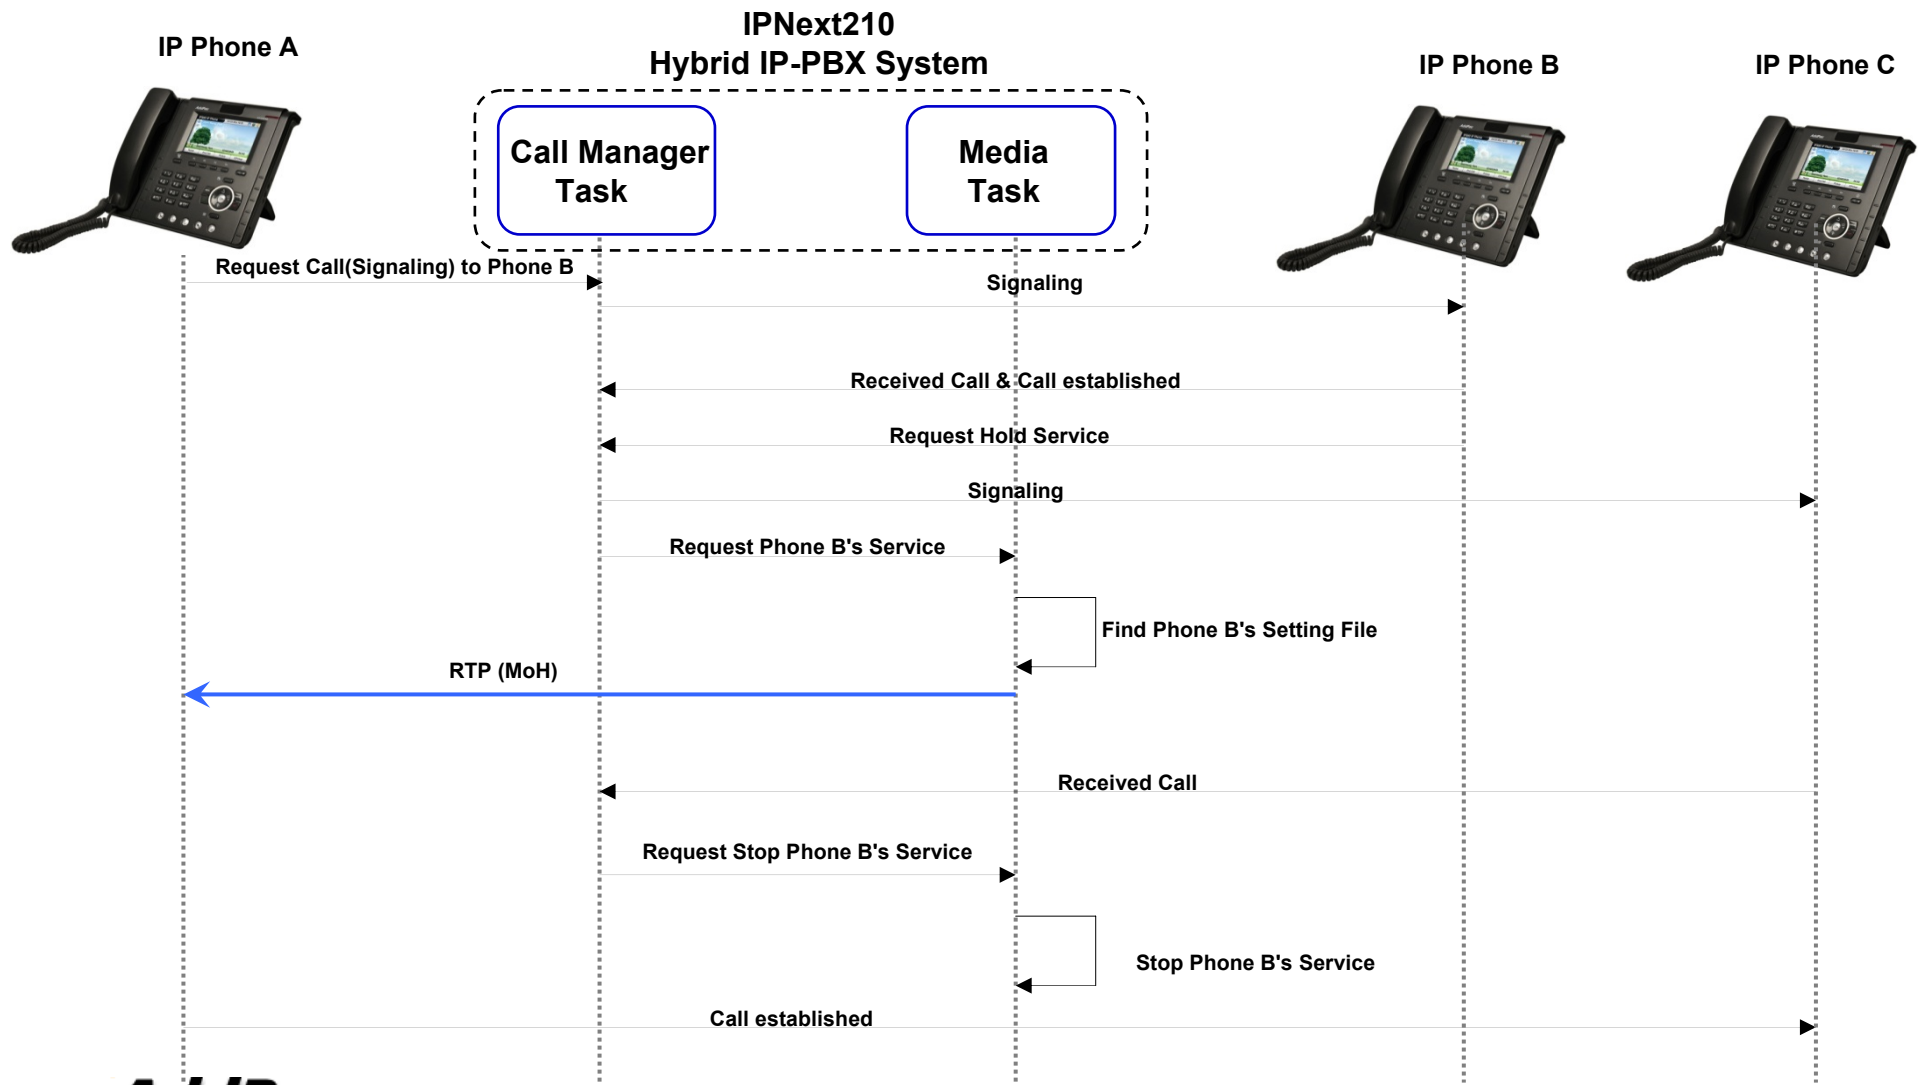 IPNext210
Hybrid IP-PBX System
IP Phone A
IP Phone B
IP Phone C
Call Manager
Task
Media
Task
Request Call(Signaling) to Phone B
Signaling
Received Call & Call established
Request Hold Service
Signaling
Request Phone B's Service
Find Phone B's Setting File
RTP (MoH)
Received Call
Request Stop Phone B's Service
Stop Phone B's Service
Call established